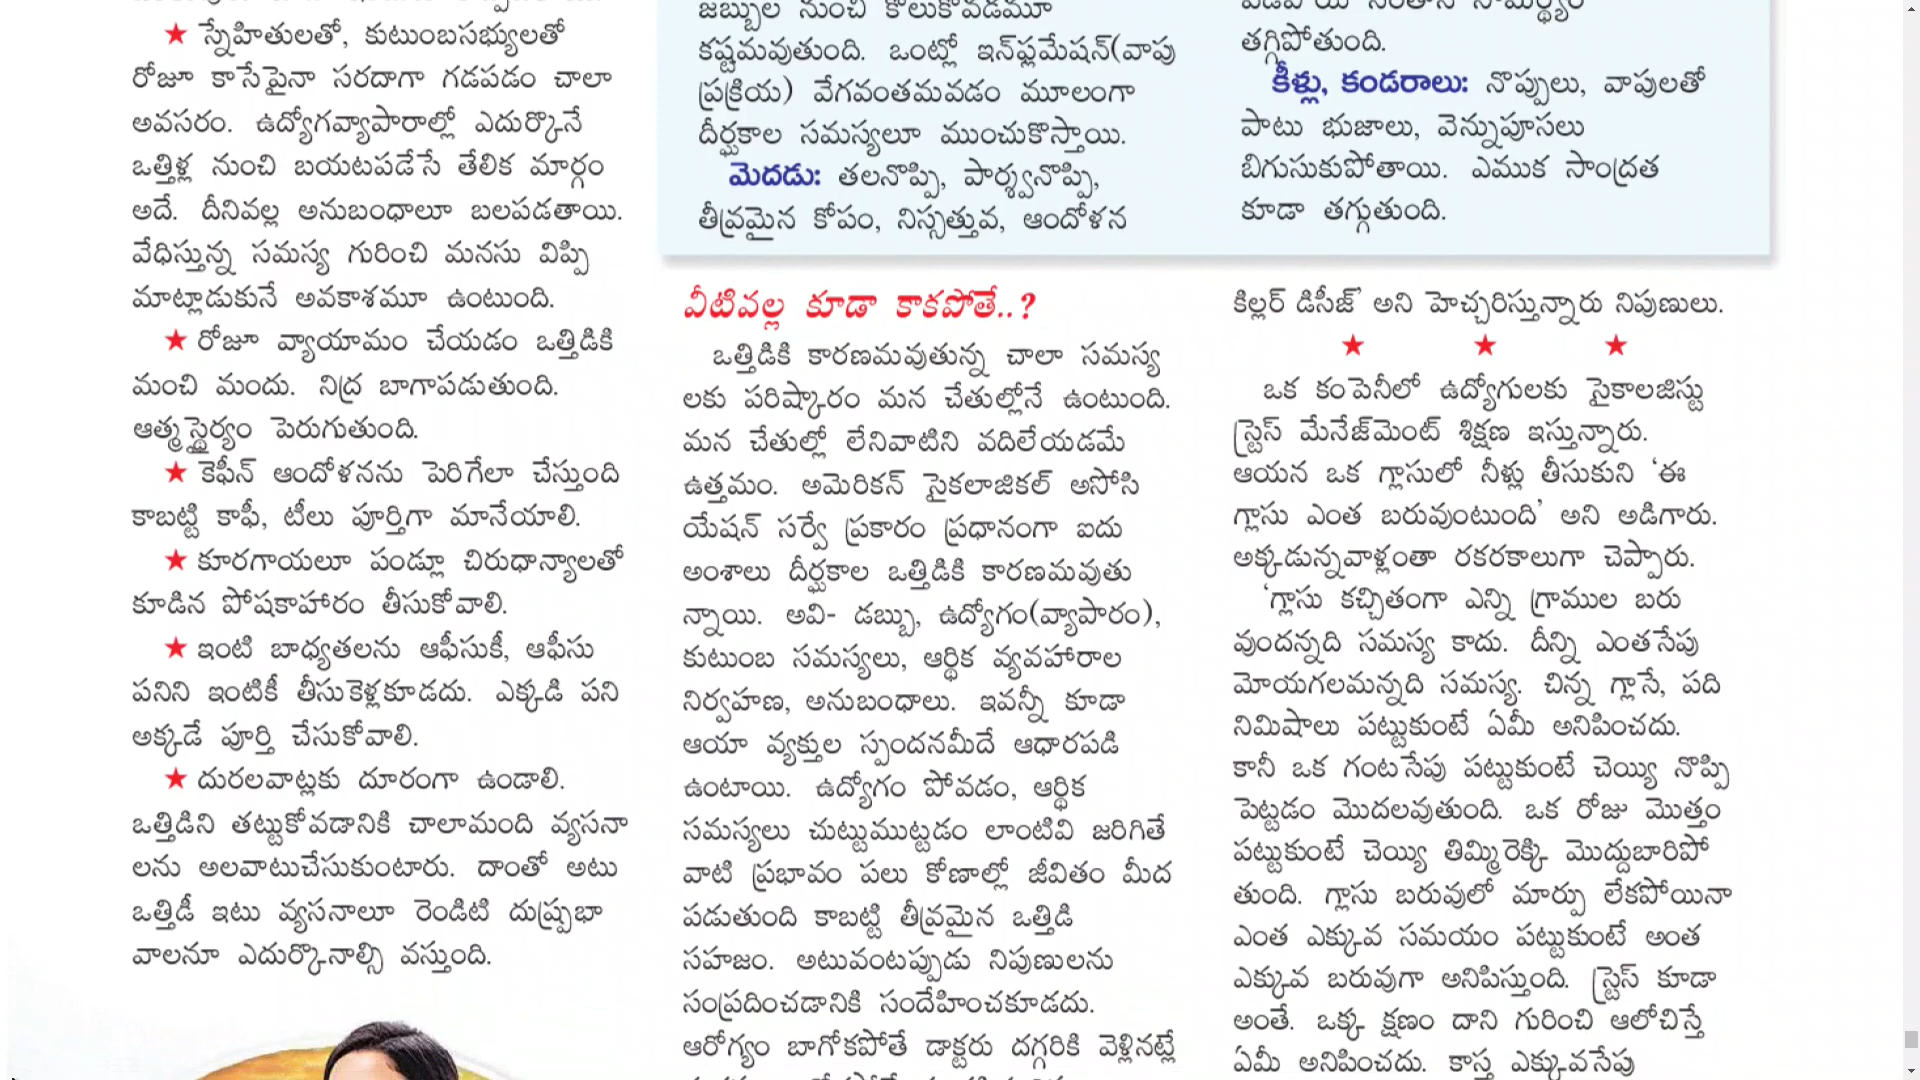 ★ స్నేహితులతో, కుటుంబసభ్యులతో
రోజూ కాసేపైనా సరదాగా గడపడం చాలా
అవసరం. ఉద్యోగవ్యాపారాల్లో ఎదుర్కొనే
ఒత్తిళ్ల నుంచి బయటపడేసే తేలిక మార్గం
అదే. దీనివల్ల అనుబంధాలూ బలపడతాయి.
వేధిస్తున్న సమస్య గురించి మనసు విప్పి
మాట్లాడుకునే అవకాశమూ ఉంటుంది.
★ రోజూ వ్యాయామం చేయడం ఒత్తిడికి
మంచి మందు. నిద్ర బాగాపడుతుంది.
ఆత్మస్థైర్యం పెరుగుతుంది.
★ కెఫీన్ ఆందోళనను పెరిగేలా చేస్తుంది
కాబట్టి కాఫీ, టీలు పూర్తిగా మానేయాలి.
★ కూరగాయలూ పండ్లూ చిరుధాన్యాలతో
కూడిన పోషకాహారం తీసుకోవాలి.
★ ఇంటి బాధ్యతలను ఆఫీసుకీ, ఆఫీసు
పనిని ఇంటికీ తీసుకెళ్లకూడదు. ఎక్కడి పని
అక్కడే పూర్తి చేసుకోవాలి.
★ దురలవాట్లకు దూరంగా ఉండాలి.
ఒత్తిడిని తట్టుకోవడానికి చాలామంది వ్యసనా
లను అలవాటుచేసుకుంటారు. దాంతో అటు
ఒత్తిడీ ఇటు వ్యసనాలూ రెండిటి దుష్ప్రభా
వాలనూ ఎదుర్కొనాల్సి వస్తుంది.
జబ్బుల నుంచి కోలుకోవడమూ
కష్టమవుతుంది. ఒంట్లో ఇన్‌ఫ్లమేషన్(వాపు
ప్రక్రియ) వేగవంతమవడం మూలంగా
దీర్ఘకాల సమస్యలూ ముంచుకొస్తాయి.
మెదడు: తలనొప్పి, పార్శ్వనొప్పి,
తీవ్రమైన కోపం, నిస్సత్తువ, ఆందోళన
తగ్గిపోతుంది.
కీళ్లు, కండరాలు: నొప్పులు, వాపులతో
పాటు భుజాలు, వెన్నుపూసలు
బిగుసుకుపోతాయి. ఎముక సాంద్రత
కూడా తగ్గుతుంది.
వీటివల్ల కూడా కాకపోతే..?
ఒత్తిడికి కారణమవుతున్న చాలా సమస్య
లకు పరిష్కారం మన చేతుల్లోనే ఉంటుంది.
మన చేతుల్లో లేనివాటిని వదిలేయడమే
ఉత్తమం. అమెరికన్ సైకలాజికల్ అసోసి
యేషన్ సర్వే ప్రకారం ప్రధానంగా ఐదు
అంశాలు దీర్ఘకాల ఒత్తిడికి కారణమవుతు
న్నాయి. అవి- డబ్బు, ఉద్యోగం(వ్యాపారం),
కుటుంబ సమస్యలు, ఆర్థిక వ్యవహారాల
నిర్వహణ, అనుబంధాలు. ఇవన్నీ కూడా
ఆయా వ్యక్తుల స్పందనమీదే ఆధారపడి
ఉంటాయి. ఉద్యోగం పోవడం, ఆర్థిక
సమస్యలు చుట్టుముట్టడం లాంటివి జరిగితే
వాటి ప్రభావం పలు కోణాల్లో జీవితం మీద
పడుతుంది కాబట్టి తీవ్రమైన ఒత్తిడి
సహజం. అటువంటప్పుడు నిపుణులను
సంప్రదించడానికి సందేహించకూడదు.
ఆరోగ్యం బాగోకపోతే డాక్టరు దగ్గరికి వెళ్లినట్లే
కిల్లర్ డిసీజ్' అని హెచ్చరిస్తున్నారు నిపుణులు.
★ ★ ★
ఒక కంపెనీలో ఉద్యోగులకు సైకాలజిస్టు
స్ట్రెస్ మేనేజ్‌మెంట్ శిక్షణ ఇస్తున్నారు.
ఆయన ఒక గ్లాసులో నీళ్లు తీసుకుని 'ఈ
గ్లాసు ఎంత బరువుంటుంది' అని అడిగారు.
అక్కడున్నవాళ్లంతా రకరకాలుగా చెప్పారు.
'గ్లాసు కచ్చితంగా ఎన్ని గ్రాముల బరు
వుందన్నది సమస్య కాదు. దీన్ని ఎంతసేపు
మోయగలమన్నది సమస్య. చిన్న గ్లాసే, పది
నిమిషాలు పట్టుకుంటే ఏమీ అనిపించదు.
కానీ ఒక గంటసేపు పట్టుకుంటే చెయ్యి నొప్పి
పెట్టడం మొదలవుతుంది. ఒక రోజు మొత్తం
పట్టుకుంటే చెయ్యి తిమ్మిరెక్కి మొద్దుబారిపో
తుంది. గ్లాసు బరువులో మార్పు లేకపోయినా
ఎంత ఎక్కువ సమయం పట్టుకుంటే అంత
ఎక్కువ బరువుగా అనిపిస్తుంది. స్ట్రెస్ కూడా
అంతే. ఒక్క క్షణం దాని గురించి ఆలోచిస్తే
ఏమీ అనిపించదు. కాస్త ఎక్కువసేపు